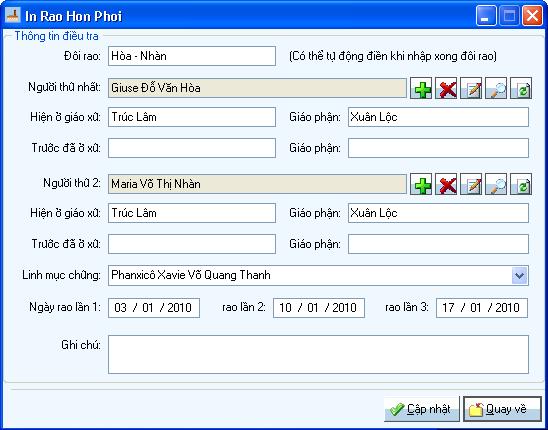 In Rao Hon Phoi
Thông tin điều tra
Đôi rao: Hòa - Nhàn (Có thể tự động điền khi nhập xong đôi rao)
Người thứ nhất: Giuse Đỗ Văn Hòa
Hiện ở giáo xứ: Trúc Lâm Giáo phận: Xuân Lộc
Trước đã ở xứ: Giáo phận:
Người thứ 2: Maria Võ Thị Nhàn
Hiện ở giáo xứ: Trúc Lâm Giáo phận: Xuân Lộc
Trước đã ở xứ: Giáo phận:
Linh mục chứng: Phanxicô Xavie Võ Quang Thanh
Ngày rao lần 1: 03 / 01 / 2010 rao lần 2: 10 / 01 / 2010 rao lần 3: 17 / 01 / 2010
Ghi chú:
Cập nhật Quay về